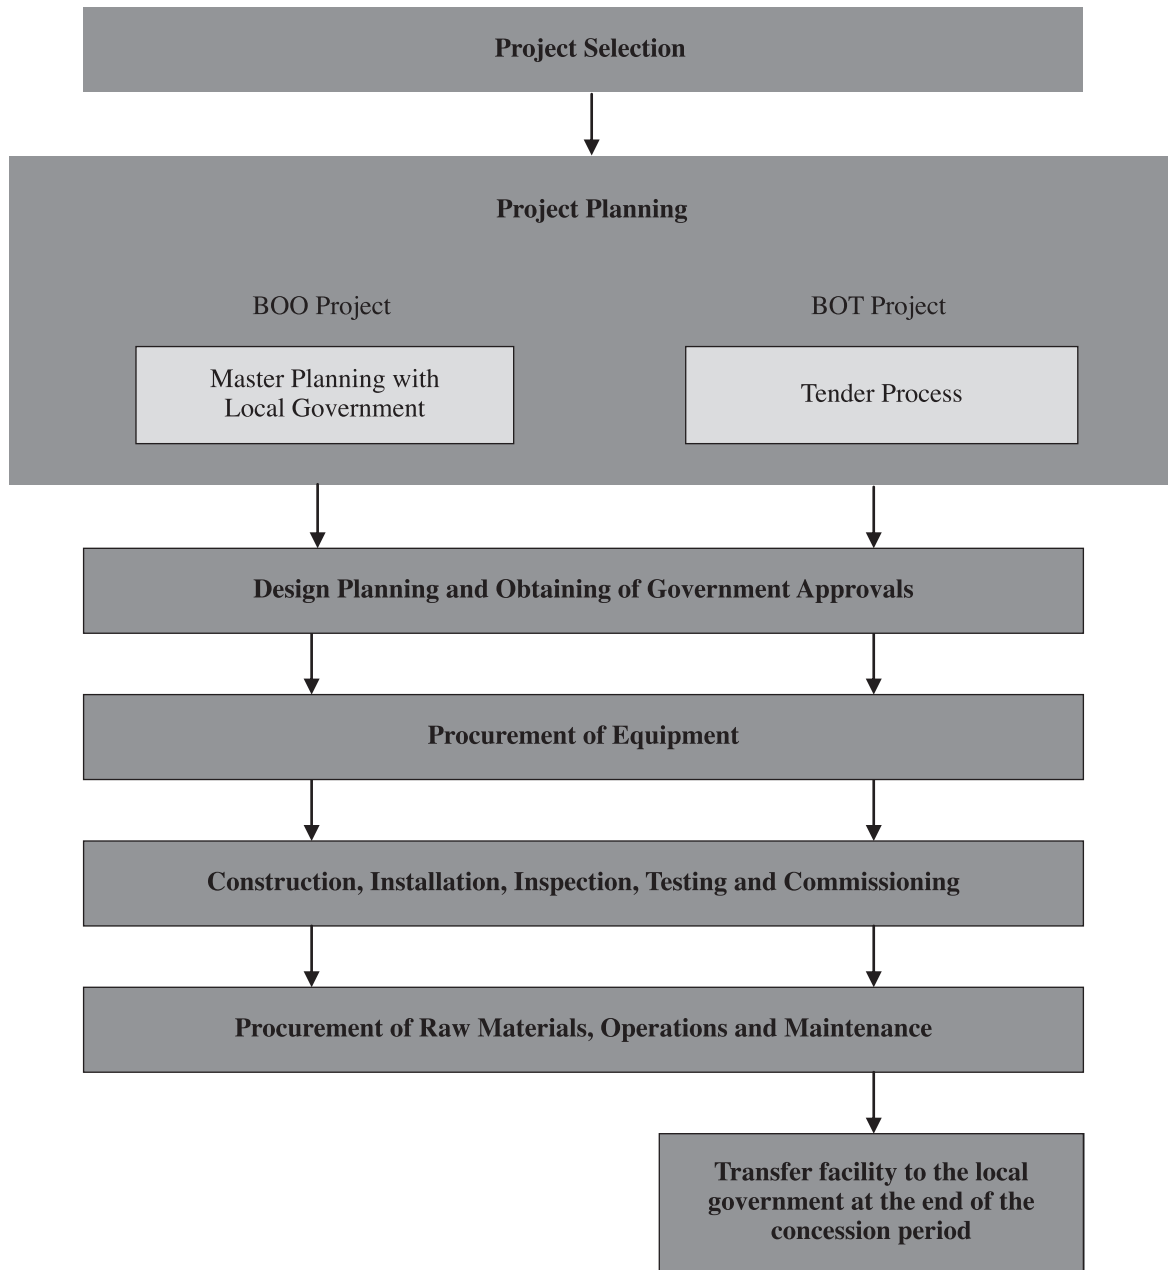 Project Selection
Project Planning
BOO Project
BOT Project
Master Planning with
Local Government
Tender Process
Design Planning and Obtaining of Government Approvals
Procurement of Equipment
Construction, Installation, Inspection, Testing and Commissioning
Procurement of Raw Materials, Operations and Maintenance
Transfer facility to the local
government at the end of the
concession period